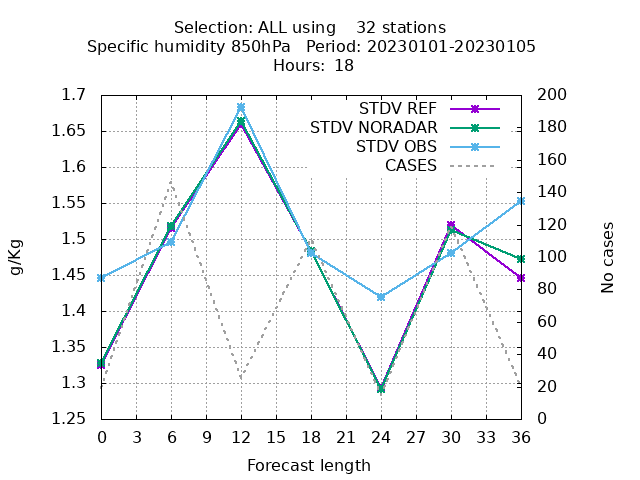 Selection: ALL using    32 stations
Specific humidity 850hPa   Period: 20230101-20230105
Hours:  18
STDV REF
STDV NORADAR
STDV OBS
CASES
1.7
1.65
1.6
1.55
1.5
1.45
1.4
1.35
1.3
1.25
g/Kg
200
180
160
140
120
100
80
60
40
20
0
No cases
0 3 6 9 12 15 18 21 24 27 30 33 36
Forecast length